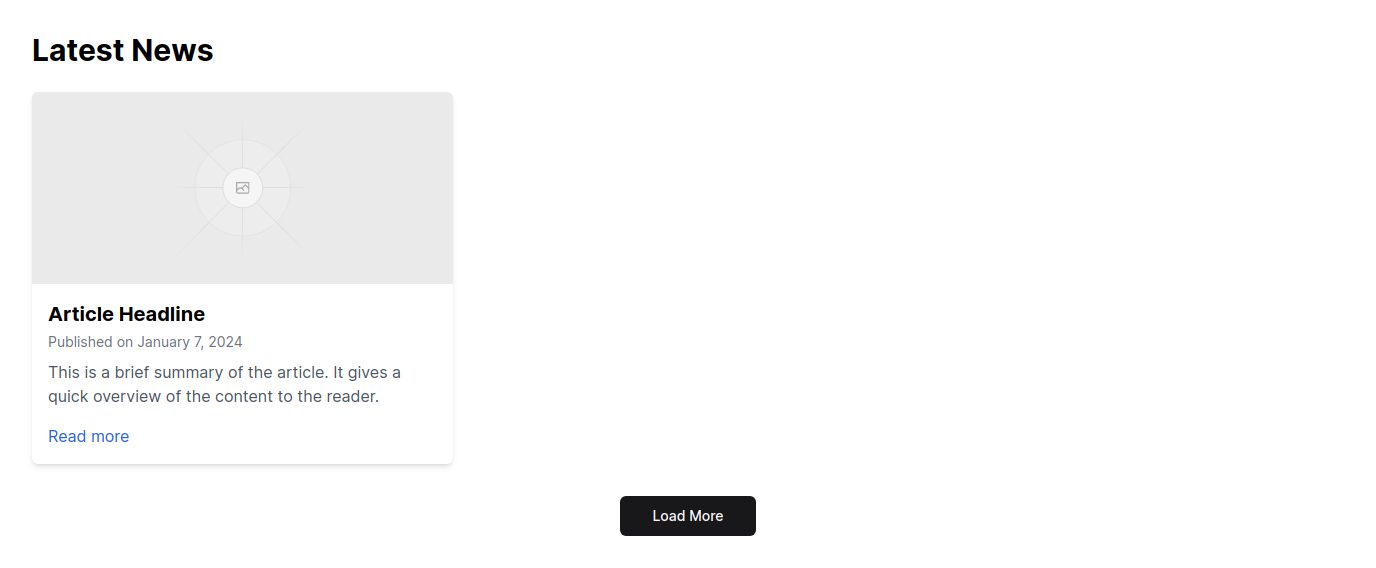 Latest News
Article Headline
Published on January 7, 2024
This is a brief summary of the article. It gives a
quick overview of the content to the reader.
Read more
Load More